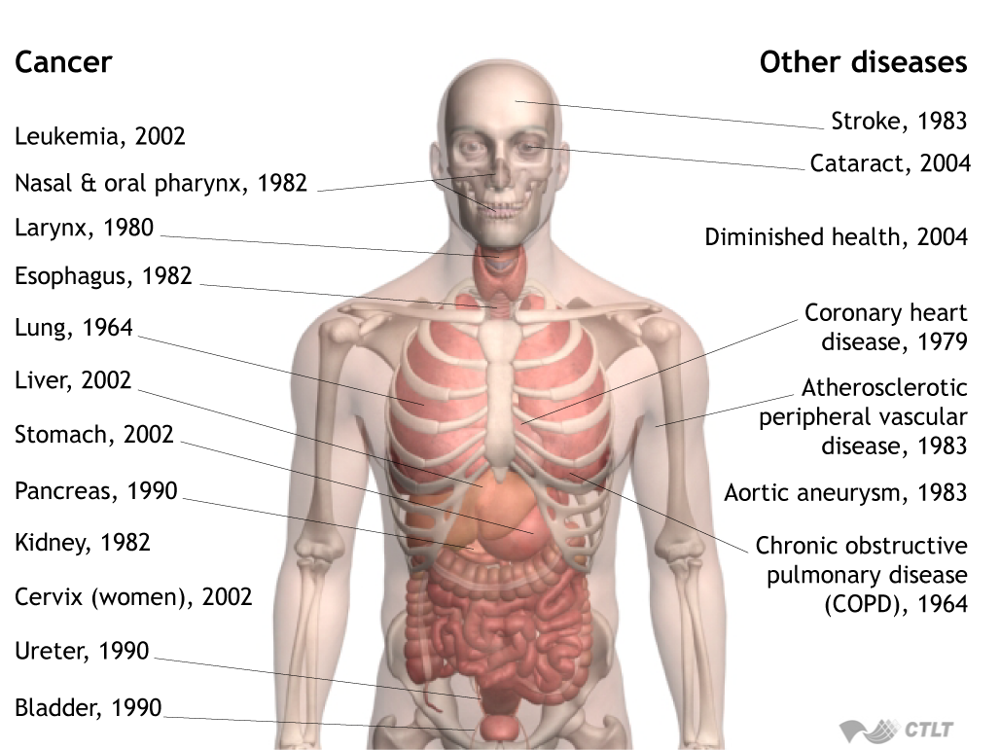 Cancer
Leukemia, 2002
Nasal & oral pharynx, 1982
Larynx, 1980
Esophagus, 1982
Lung, 1964
Liver, 2002
Stomach, 2002
Pancreas, 1990
Kidney, 1982
Cervix (women), 2002
Ureter, 1990
Bladder, 1990
Other diseases
Stroke, 1983
Cataract, 2004
Diminished health, 2004
Coronary heart
disease, 1979
Atherosclerotic
peripheral vascular
disease, 1983
Aortic aneurysm, 1983
Chronic obstructive
pulmonary disease
(COPD), 1964
CTLT